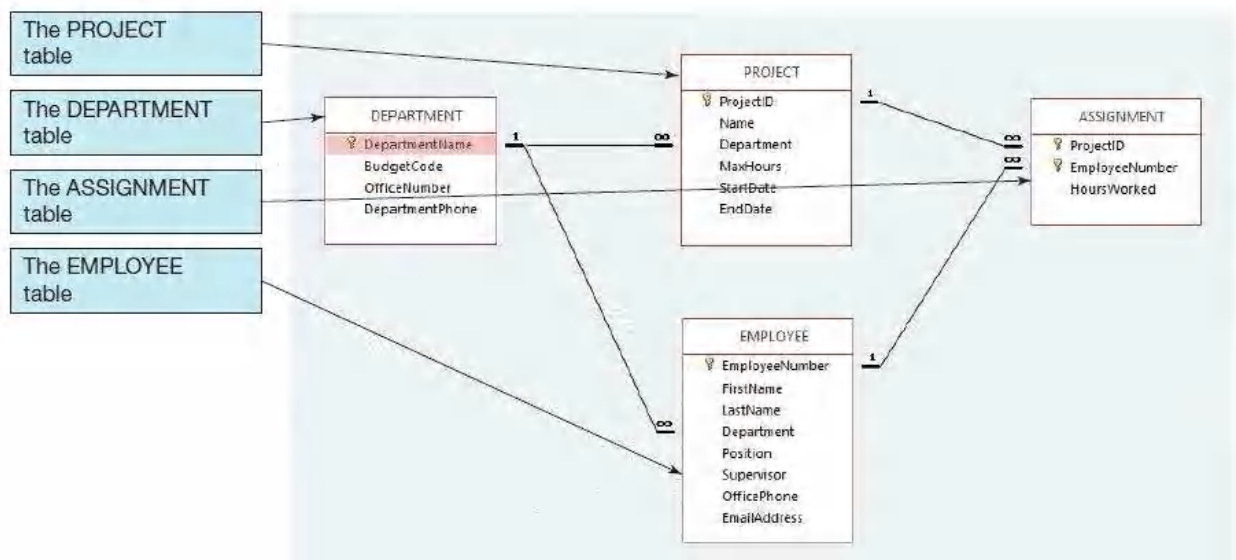 The PROJECT
table
The DEPARTMENT
table
The ASSIGNMENT
table
The EMPLOYEE
table
DEPARTMENT
DepartmentName
BudgetCode
OfficeNumber
DepartmentPhone
1
∞
1
∞
PROJECT
ProjectID
Name
Department
MaxHours
StartDate
EndDate
1
∞
∞
ASSIGNMENT
ProjectID
EmployeeNumber
HoursWorked
EMPLOYEE
EmployeeNumber
FirstName
LastName
Department
Position
Supervisor
OfficePhone
EmailAddress